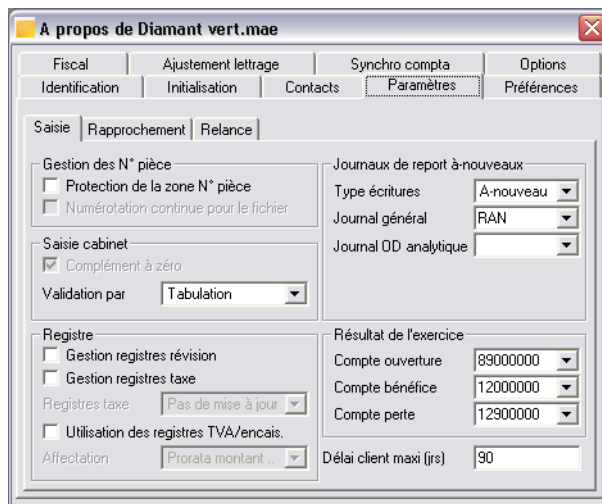 A propos de Diamant vert.mae
Fiscal Ajustement lettrage Synchro compta Options
Identification Initialisation Contacts Paramètres Préférences
Saisie Rapprochement Relance
Gestion des N° pièce
Protection de la zone N° pièce
Numérotation continue pour le fichier
Saisie cabinet
Complément à zéro
Validation par Tabulation
Registre
Gestion registres révision
Gestion registres taxe
Registres taxe Pas de mise à jour
Utilisation des registres TVA/encais.
Affectation Prorata montant ..
Journaux de report à-nouveaux
Type écritures A-nouveau
Journal général RAN
Journal OD analytique
Résultat de l'exercice
Compte ouverture 89000000
Compte bénéfice 12000000
Compte perte 12900000
Délai client maxi (jrs) 90